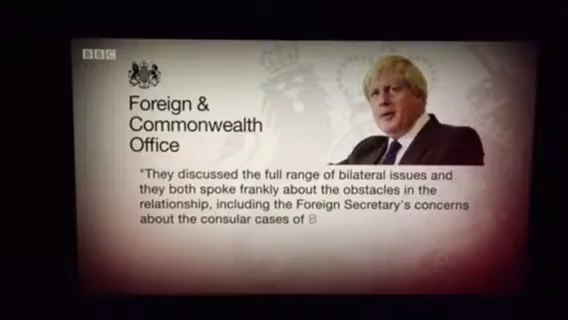 BBC
Foreign &
Commonwealth
Office
"They discussed the full range of bilateral issues and
they both spoke frankly about the obstacles in the
relationship, including the Foreign Secretary's concerns
about the consular cases of B